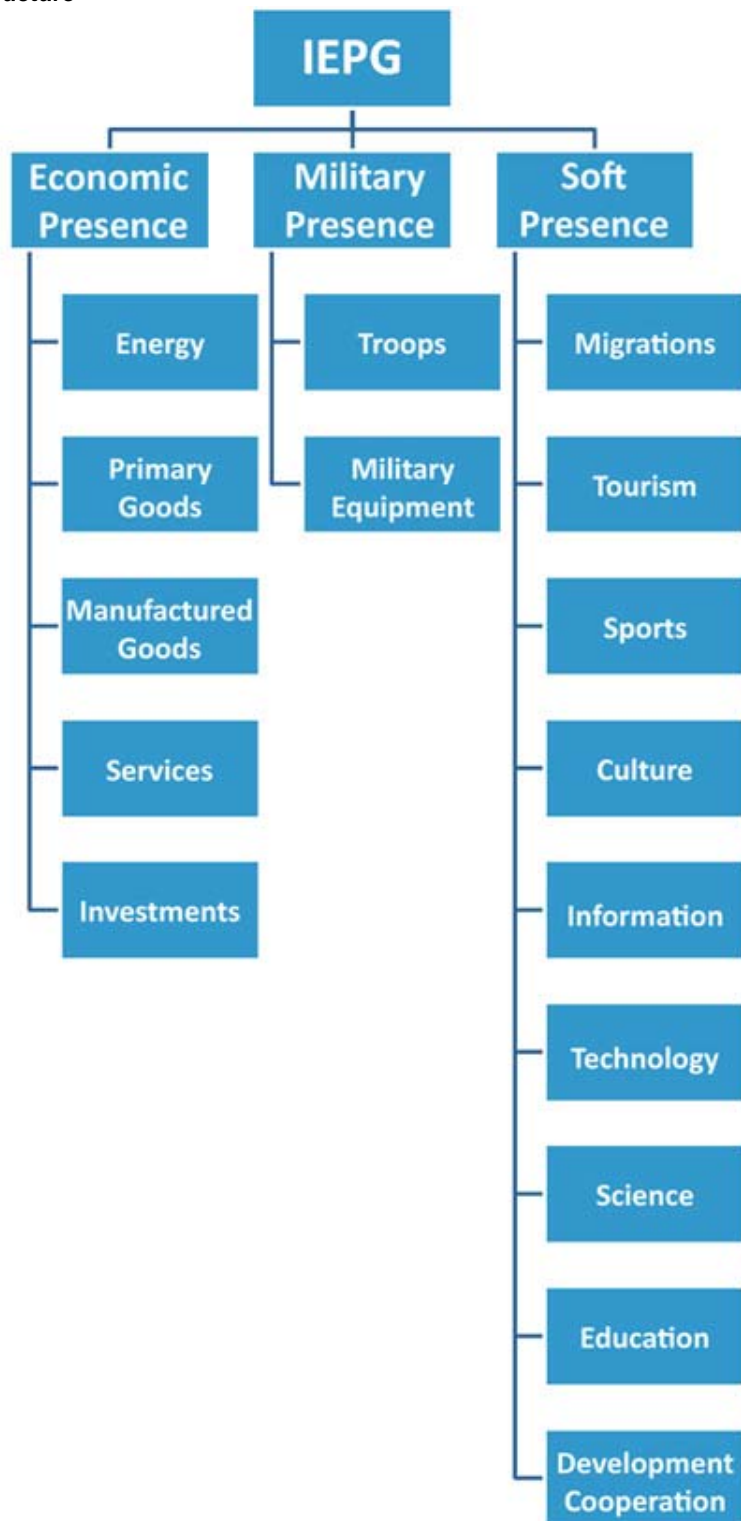 IEPG
Economic
Presence
Military
Presence
Soft
Presence
Energy
Primary
Goods
Manufactured
Goods
Services
Investments
Troops
Military
Equipment
Migrations
Tourism
Sports
Culture
Information
Technology
Science
Education
Development
Cooperation